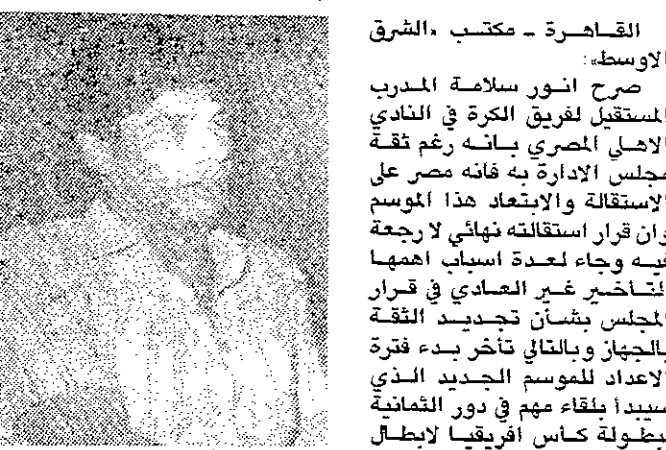 القاهرة - مكتب «الشرق
الاوسط»:
صرح انور سلامة المدرب
المستقيل لفريق الكرة في النادي
الاهلي المصري بانه رغم ثقة
مجلس الادارة به فانه مصر على
الاستقالة والابتعاد هذا الموسم
وان قرار استقالته نهائي لا رجعة
فيه وجاء لعدة اسباب اهمها
التاخير غير العادي في قرار
المجلس بشأن تجديد الثقة
بالجهاز وبالتالي تأخر بدء فترة
الاعداد للموسم الجديد الذي
سيبدأ بلقاء مهم في دور الثمانية
لبطولة كأس افريقيا لابطال